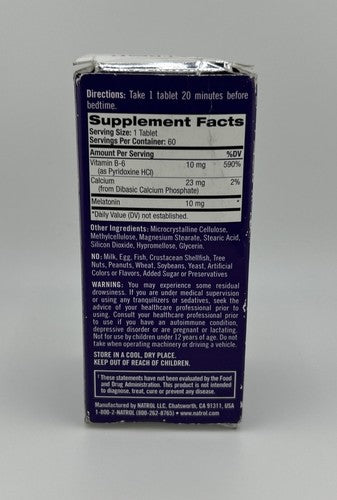 Directions: Take 1 tablet 20 minutes before
bedtime.
Supplement Facts
Serving Size: 1 Tablet
Servings Per Container: 60
Amount Per Serving %DV
Vitamin B-6 10 mg 590%
(as Pyridoxine HCl)
Calcium 23 mg 2%
(from Dibasic Calcium Phosphate)
Melatonin 10 mg *
*Daily Value (DV) not established.
Other Ingredients: Microcrystalline Cellulose,
Methylcellulose, Magnesium Stearate, Stearic Acid,
Silicon Dioxide, Hypromellose, Glycerin.
NO: Milk, Egg, Fish, Crustacean Shellfish, Tree
Nuts, Peanuts, Wheat, Soybeans, Yeast, Artificial
Colors or Flavors, Added Sugar or Preservatives
WARNING: You may experience some residual
drowsiness. If you are under medical supervision
or using any tranquilizers or sedatives, seek the
advice of your healthcare professional prior to
using. Consult your healthcare professional prior
to use if you have an autoimmune condition,
depressive disorder or are pregnant or lactating.
Not for use by children under 12 years of age. Do not
take when operating machinery or driving a vehicle.
STORE IN A COOL, DRY PLACE.
KEEP OUT OF REACH OF CHILDREN.
† These statements have not been evaluated by the Food
and Drug Administration. This product is not intended
to diagnose, treat, cure or prevent any disease.
Manufactured by NATROL LLC, Chatsworth, CA 91311, USA
1-800-2-NATROL (800-262-8765) • www.natrol.com